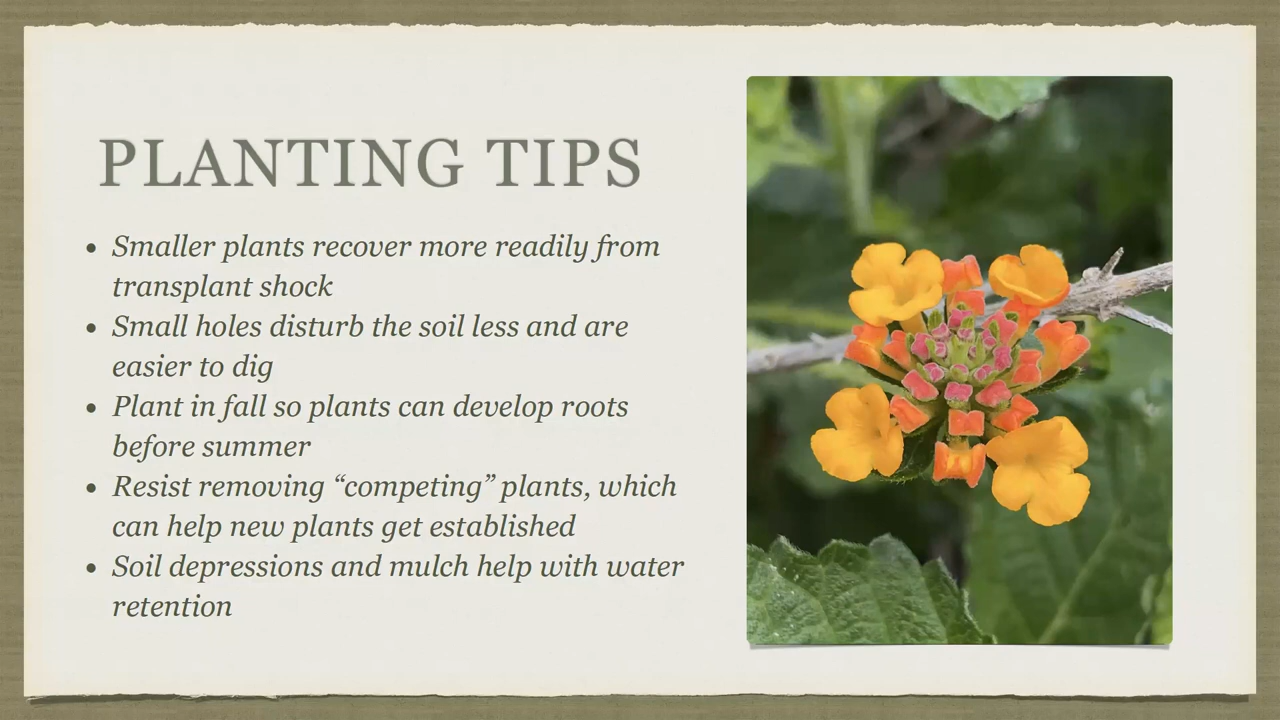 PLANTING TIPS
• Smaller plants recover more readily from
transplant shock
• Small holes disturb the soil less and are
easier to dig
• Plant in fall so plants can develop roots
before summer
• Resist removing “competing” plants, which
can help new plants get established
• Soil depressions and mulch help with water
retention